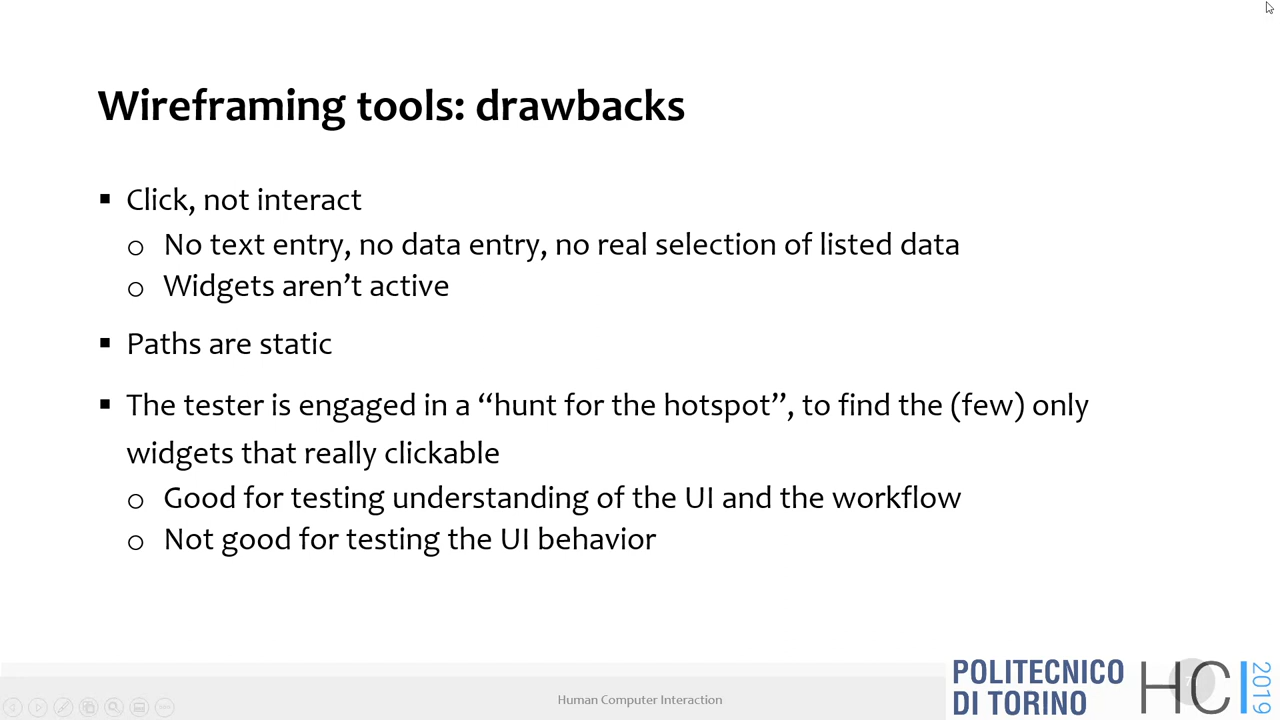 Wireframing tools: drawbacks
▪ Click, not interact
o No text entry, no data entry, no real selection of listed data
o Widgets aren’t active
▪ Paths are static
▪ The tester is engaged in a “hunt for the hotspot”, to find the (few) only
widgets that really clickable
o Good for testing understanding of the UI and the workflow
o Not good for testing the UI behavior
Human Computer Interaction
POLITECNICO
DI TORINO
HCI
2019